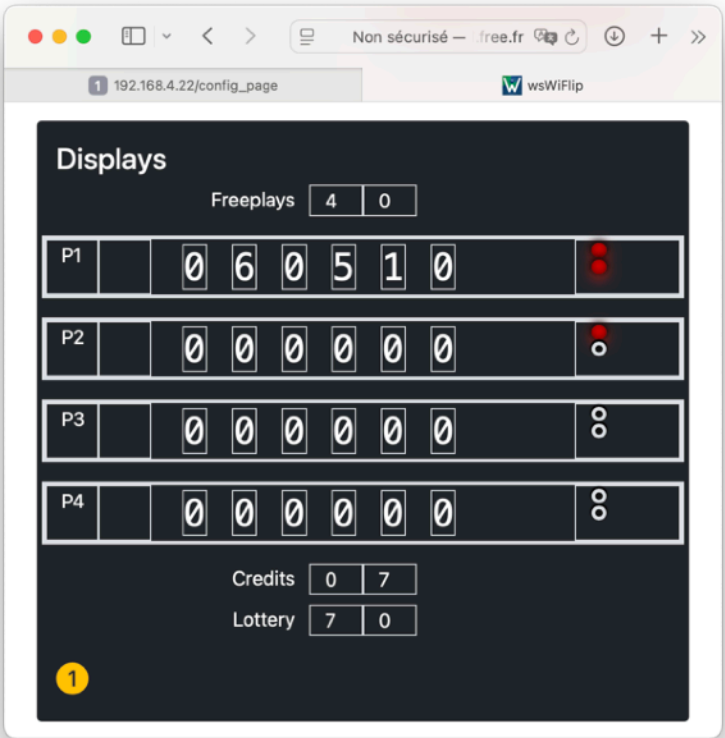 Non sécurisé — .free.fr
1 192.168.4.22/config_page
W wsWiFlip
Displays
Freeplays 4 0
P1 0 6 0 5 1 0
P2 0 0 0 0 0 0
P3 0 0 0 0 0 0
P4 0 0 0 0 0 0
Credits 0 7
Lottery 7 0
1